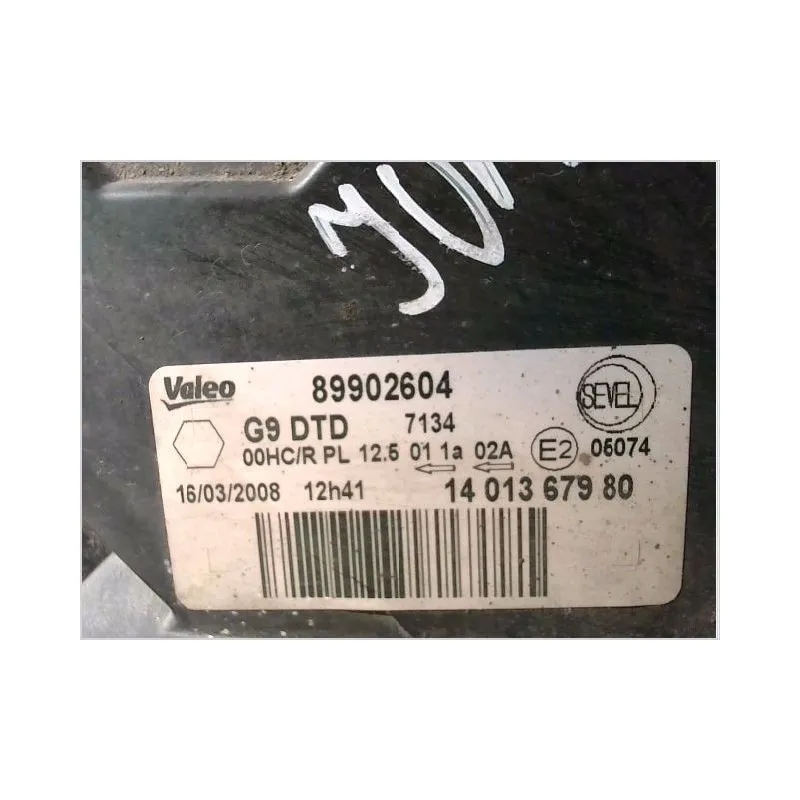 Valeo 89902604 SEVEL
G9 DTD 7134
00HC/R PL 12.5 01 1a 02A E2 05074
16/03/2008 12h41 14 013 679 80